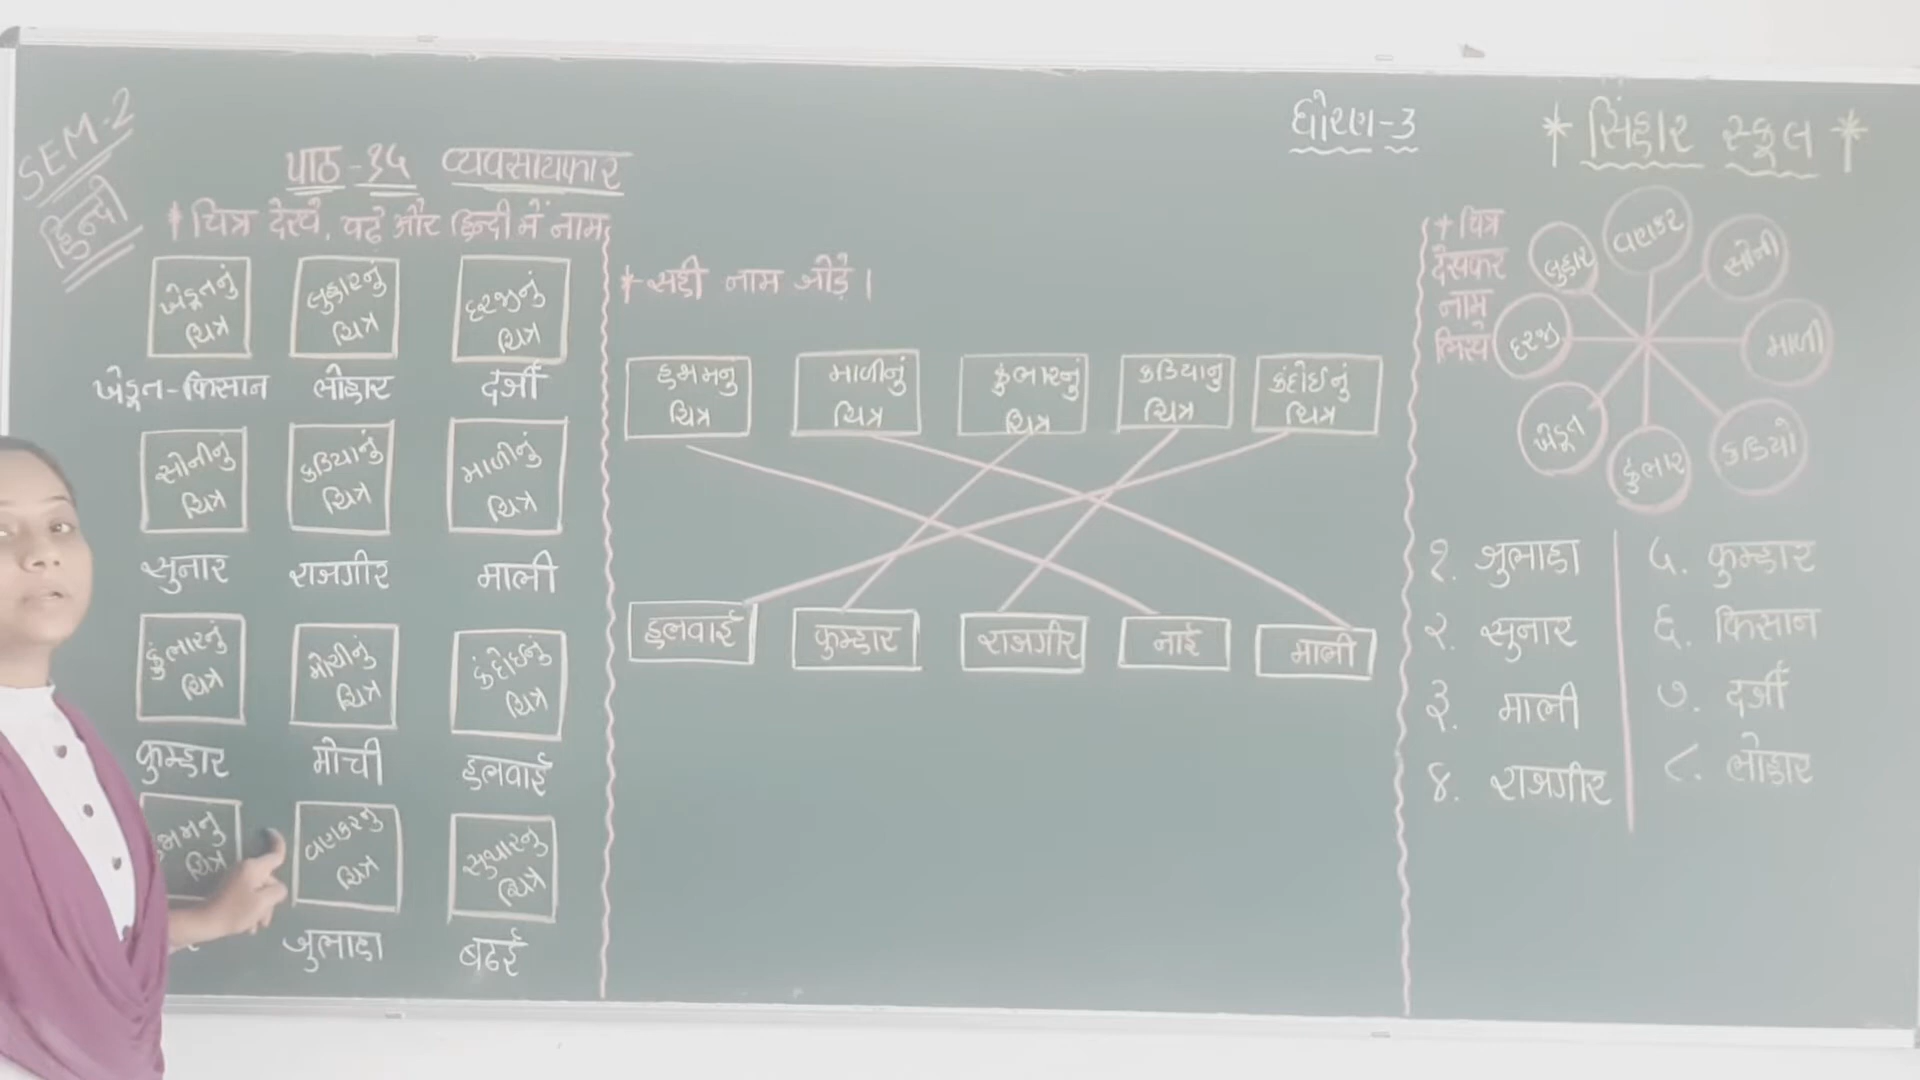 SEM-2
हिन्दी
पाठ-१५ व्यवसायकार
* चित्र देखे, पढ़े और हिन्दी में नाम
ખેડૂતનું ચિત્ર
લુહારનું ચિત્ર
દરજીનું ચિત્ર
ખેડૂત-किसान
लोहार
दर्जी
સોનીનું ચિત્ર
કડિયાનું ચિત્ર
માળીનું ચિત્ર
सुनार
राजगीर
माली
કુંભારનું ચિત્ર
મોચીનું ચિત્ર
કંદોઈનું ચિત્ર
कुम्हार
मोची
हलवाई
ચિત્ર
વણકરનું ચિત્ર
સુથારનું ચિત્ર
जुलाहा
बढई
* सही नाम जोड़े।
હજામનું ચિત્ર
માળીનું ચિત્ર
કુંભારનું ચિત્ર
કડિયાનું ચિત્ર
કંદોઈનું ચિત્ર
हलवाई
कुम्हार
राजगीर
नाई
माली
ધોરણ-3
* સિંહાર સ્કૂલ *
* चित्र
देखकर
नाम
लिखे
વણકર
સોની
માળી
કડિયો
કુંભાર
ખેડૂત
દરજી
લુહાર
१. जुलाहा
२. सुनार
३. माली
४. राजगीर
५. कुम्हार
६. किसान
७. दर्जी
८. लोहार